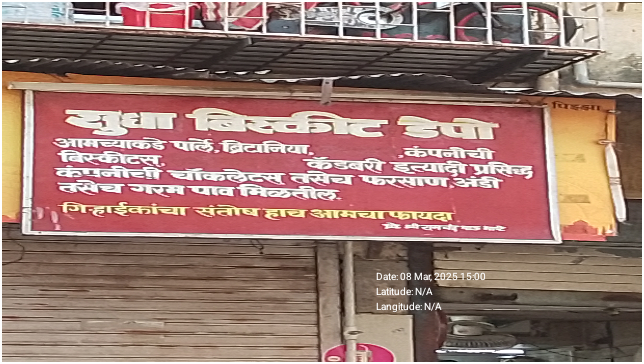 सुधा बिस्कीट डेपो
आमच्याकडे पार्ले, ब्रिटानिया, कंपनीची
बिस्कीटस्, कॅडबरी इत्यादी प्रसिद्ध
कंपनीची चॉकलेटस् तसेच फरसाण, अंडी
तसेच गरम पाव मिळतील.
गिऱ्हाईकांचा संतोष हाच आमचा फायदा
पिझ्झा
Date: 08 Mar, 2025 15:00
Latitude: N/A
Langitude: N/A